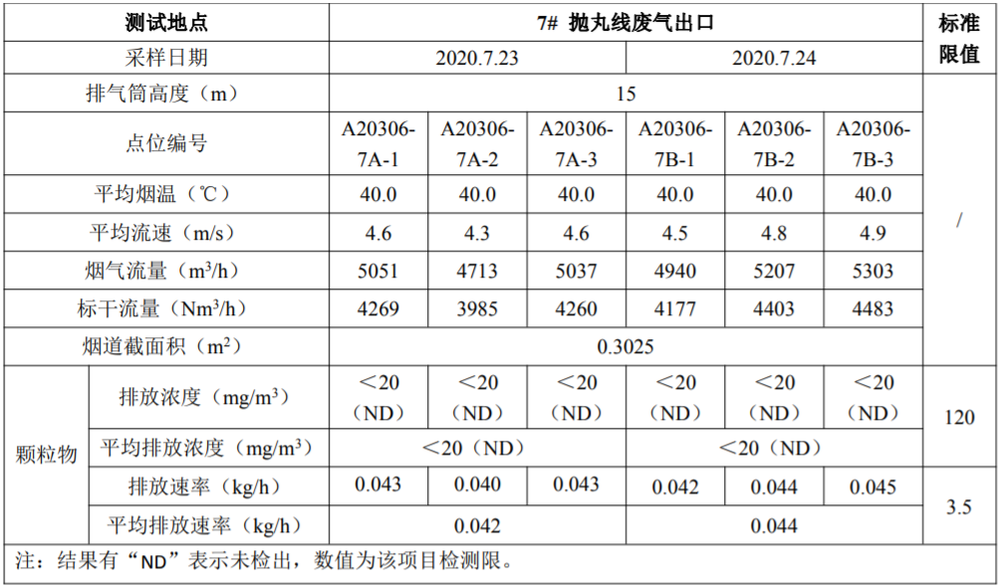 测试地点 7# 抛丸线废气出口 标准限值
采样日期 2020.7.23 2020.7.24
排气筒高度（m） 15 /
点位编号 A20306-7A-1 A20306-7A-2 A20306-7A-3 A20306-7B-1 A20306-7B-2 A20306-7B-3
平均烟温（℃） 40.0 40.0 40.0 40.0 40.0 40.0
平均流速（m/s） 4.6 4.3 4.6 4.5 4.8 4.9
烟气流量（m³/h） 5051 4713 5037 4940 5207 5303
标干流量（Nm³/h） 4269 3985 4260 4177 4403 4483
烟道截面积（m²） 0.3025
颗粒物 排放浓度（mg/m³） ＜20（ND） ＜20（ND） ＜20（ND） ＜20（ND） ＜20（ND） ＜20（ND） 120
平均排放浓度（mg/m³） ＜20（ND） ＜20（ND）
排放速率（kg/h） 0.043 0.040 0.043 0.042 0.044 0.045 3.5
平均排放速率（kg/h） 0.042 0.044
注：结果有“ND”表示未检出，数值为该项目检测限。